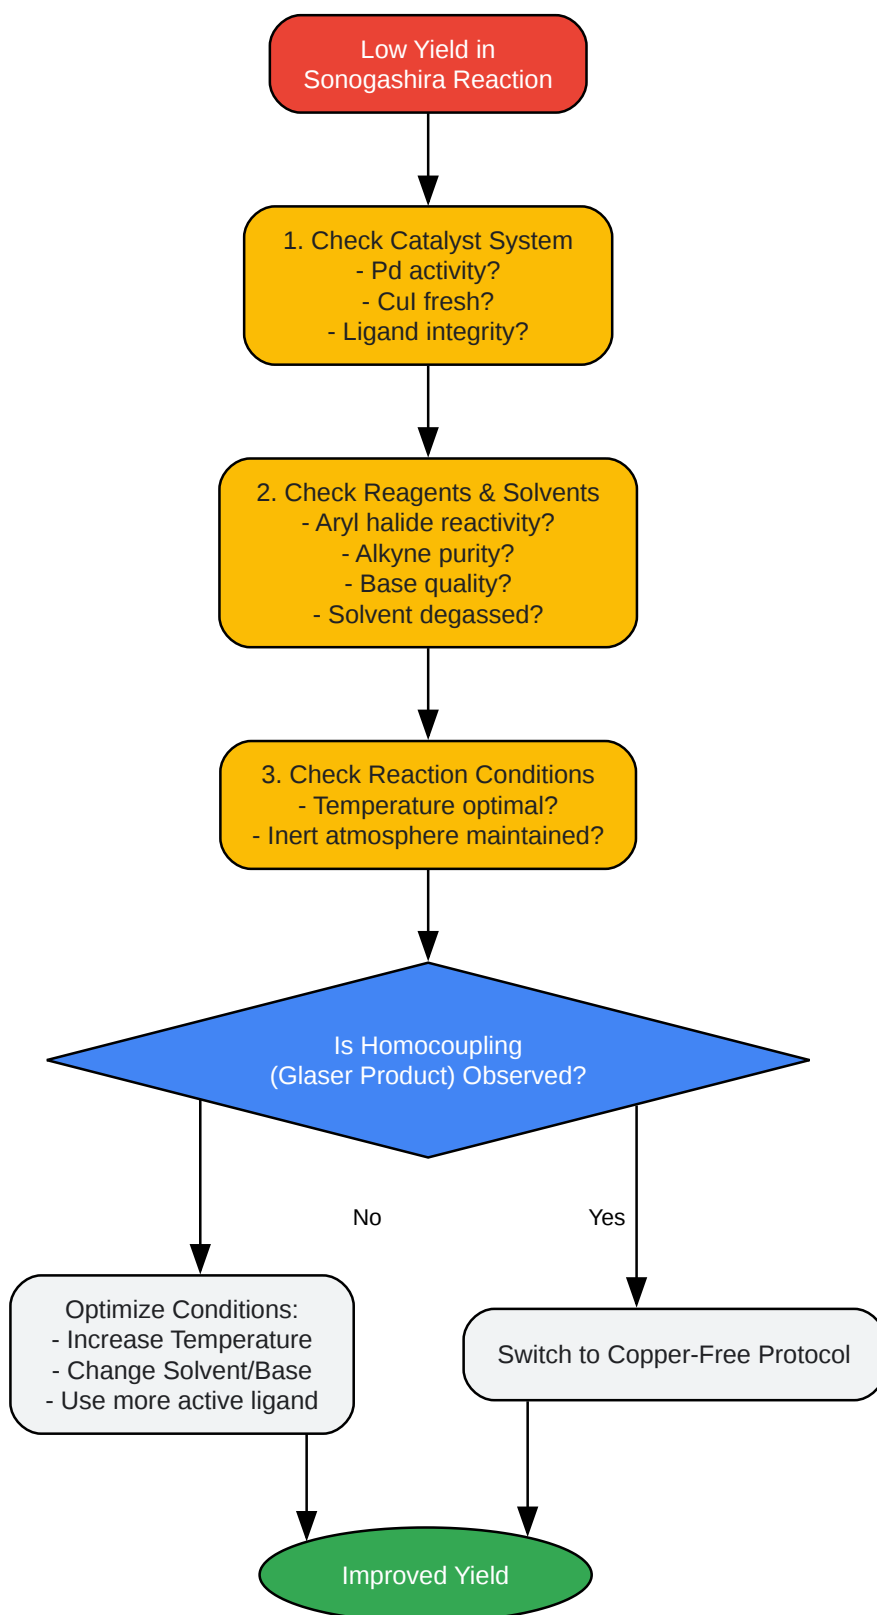 Low Yield in
Sonogashira Reaction
1. Check Catalyst System
- Pd activity?
- CuI fresh?
- Ligand integrity?
2. Check Reagents & Solvents
- Aryl halide reactivity?
- Alkyne purity?
- Base quality?
- Solvent degassed?
3. Check Reaction Conditions
- Temperature optimal?
- Inert atmosphere maintained?
Is Homocoupling
(Glaser Product) Observed?
No
Yes
Optimize Conditions:
- Increase Temperature
- Change Solvent/Base
- Use more active ligand
Switch to Copper-Free Protocol
Improved Yield